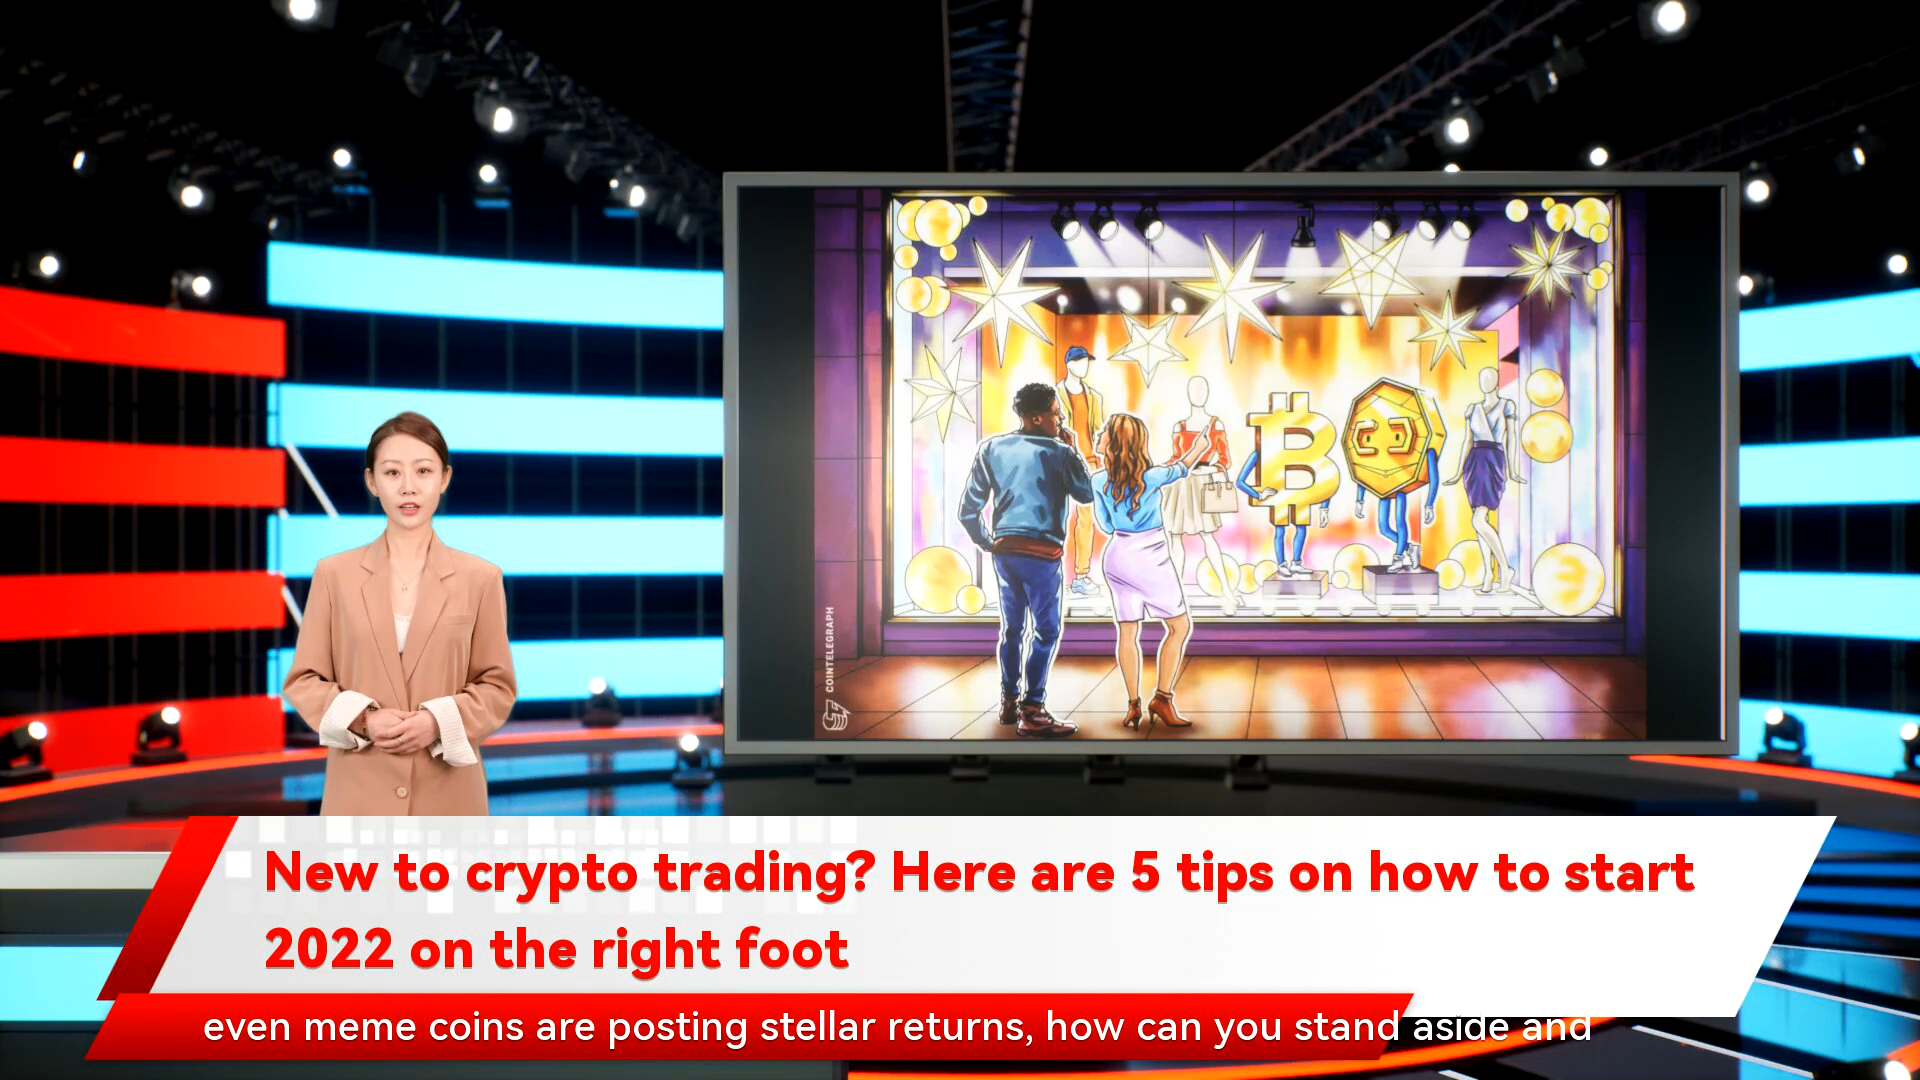 COINTELEGRAPH
New to crypto trading? Here are 5 tips on how to start
2022 on the right foot
even meme coins are posting stellar returns, how can you stand aside and